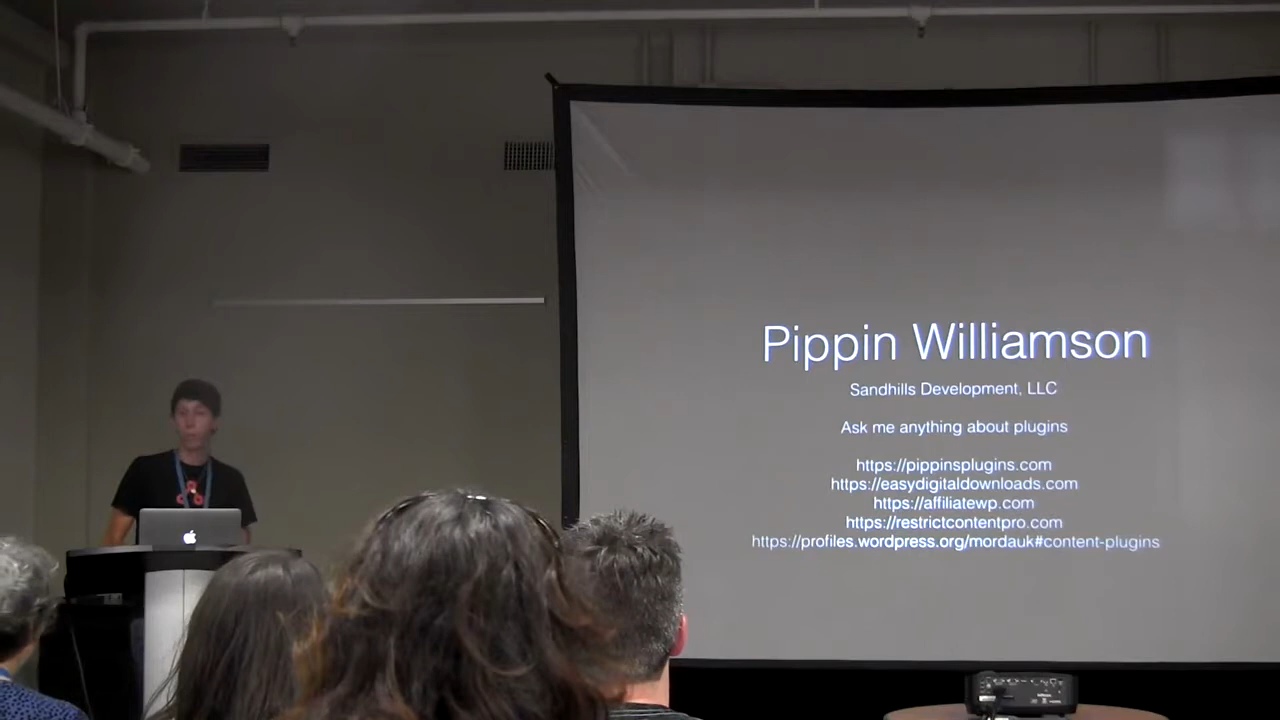 Pippin Williamson
Sandhills Development, LLC
Ask me anything about plugins
https://pippinsplugins.com
https://easydigitaldownloads.com
https://affiliatewp.com
https://restrictcontentpro.com
https://profiles.wordpress.org/mordauk#content-plugins